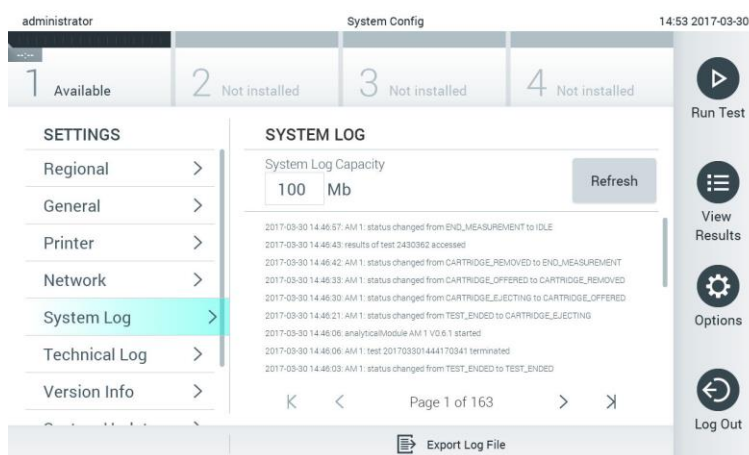 administrator
System Config
14:53 2017-03-30
--:--
1 Available
2 Not installed
3 Not installed
4 Not installed
Run Test
SETTINGS
Regional
General
Printer
Network
System Log
Technical Log
Version Info
SYSTEM LOG
System Log Capacity
100 Mb
Refresh
2017-03-30 14:46:57: AM 1: status changed from END_MEASUREMENT to IDLE
2017-03-30 14:46:43: results of test 2430362 accessed
2017-03-30 14:46:42: AM 1: status changed from CARTRIDGE_REMOVED to END_MEASUREMENT
2017-03-30 14:46:33: AM 1: status changed from CARTRIDGE_OFFERED to CARTRIDGE_REMOVED
2017-03-30 14:46:30: AM 1: status changed from CARTRIDGE_EJECTING to CARTRIDGE_OFFERED
2017-03-30 14:46:21: AM 1: status changed from TEST_ENDED to CARTRIDGE_EJECTING
2017-03-30 14:46:06: analyticalModule AM 1 V0.6.1 started
2017-03-30 14:46:06: AM 1: test 201703301444170341 terminated
2017-03-30 14:46:03: AM 1: status changed from TEST_ENDED to TEST_ENDED
Page 1 of 163
Export Log File
View
Results
Options
Log Out